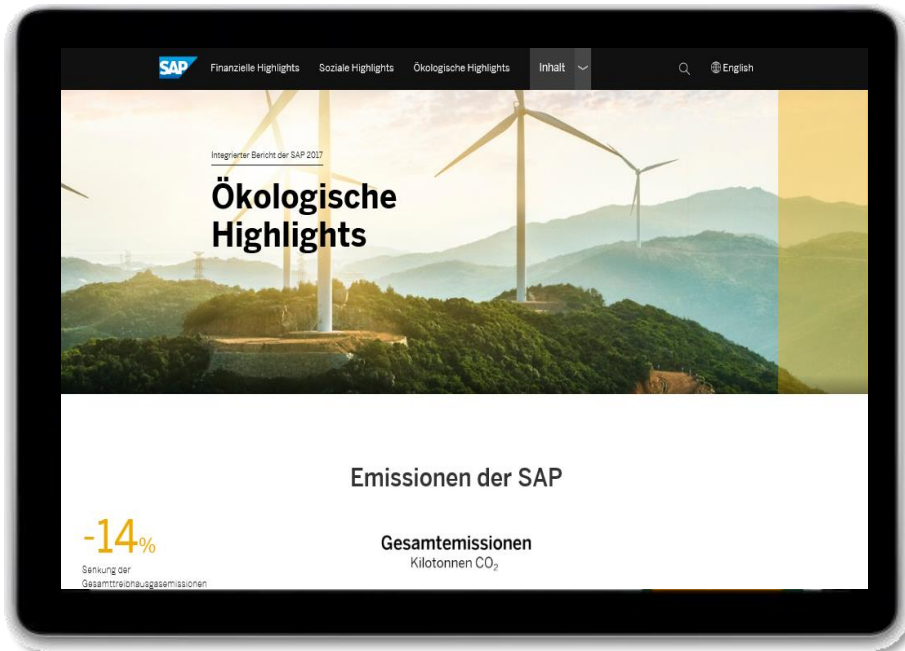 SAP Finanzielle Highlights Soziale Highlights Ökologische Highlights Inhalt English
Integrierter Bericht der SAP 2017
Ökologische
Highlights
Emissionen der SAP
-14%
Senkung der
Gesamttreibhausgasemissionen
Gesamtemissionen
Kilotonnen CO₂